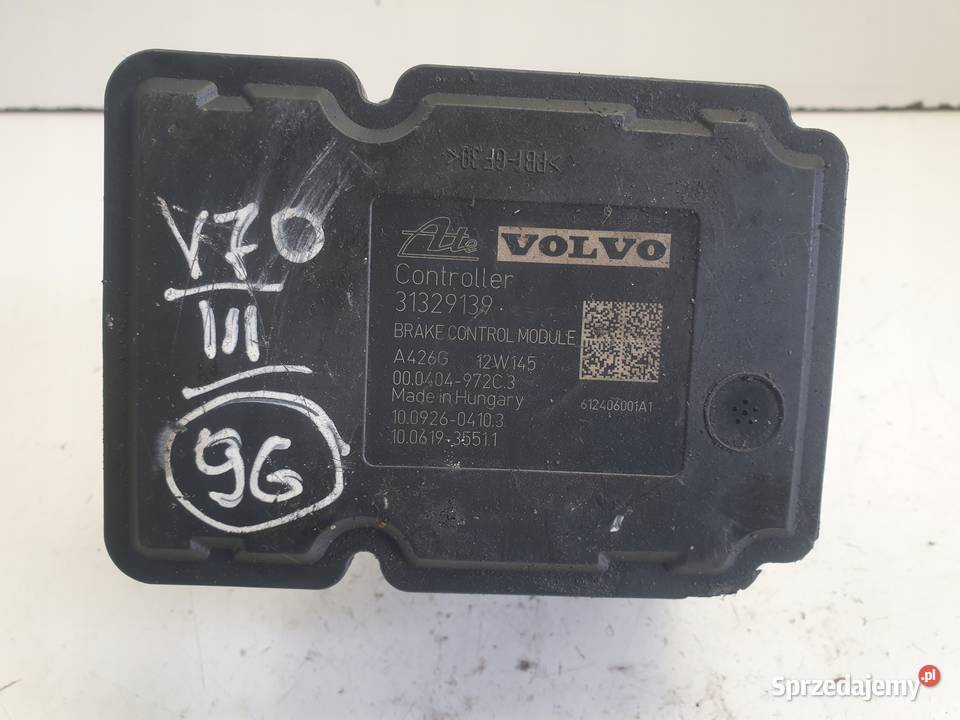 >PBT-GF30<
V70
III
96
Ate VOLVO
Controller
31329139
BRAKE CONTROL MODULE
A426G 12W145
00.0404-972C.3
Made in Hungary
612406001A1
10.0926-0410.3
10.0619-3551.1
Sprzedajemy.pl